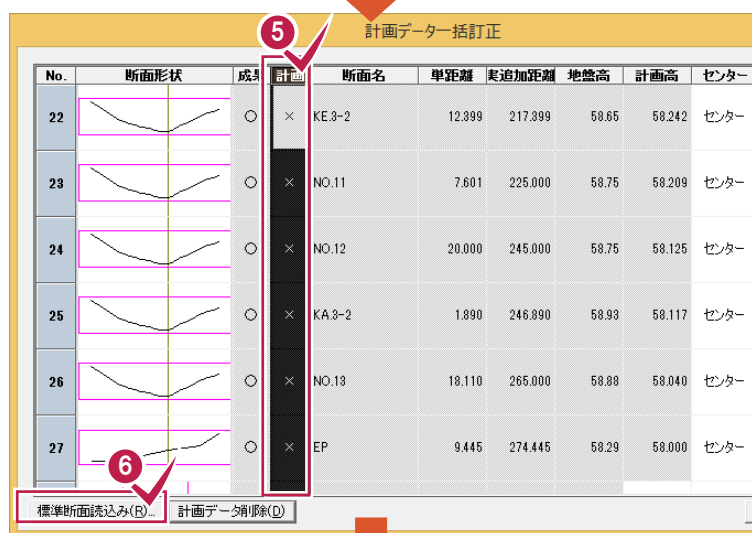 5
計画データ一括訂正
No. 断面形状 成果 計画 断面名 単距離 実追加距離 地盤高 計画高 センター
22 ○ × KE.3-2 12.399 217.399 58.65 58.242 センター
23 ○ × NO.11 7.601 225.000 58.75 58.209 センター
24 ○ × NO.12 20.000 245.000 58.75 58.125 センター
25 ○ × KA.3-2 1.890 246.890 58.93 58.117 センター
26 ○ × NO.13 18.110 265.000 58.88 58.040 センター
27 ○ × EP 9.445 274.445 58.29 58.000 センター
6
標準断面読込み(R)... 計画データ削除(D)